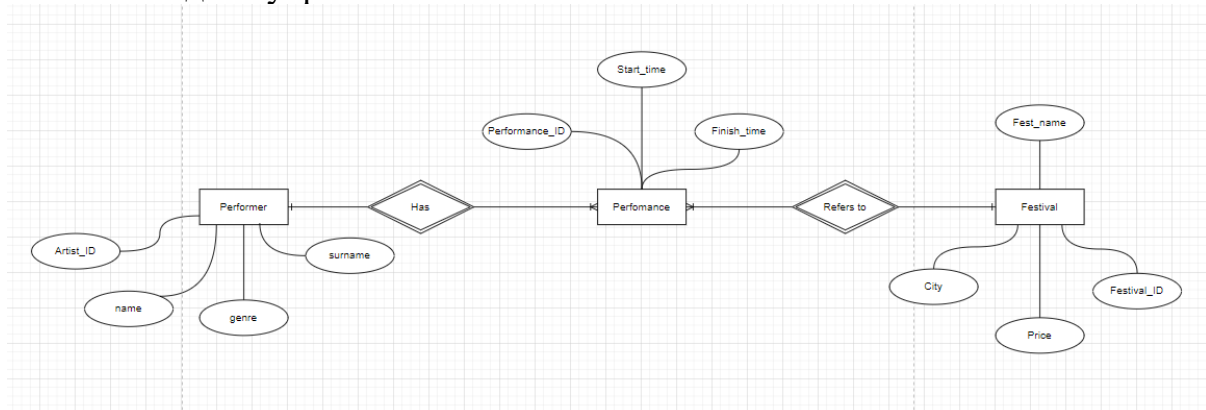 Start_time
Performance_ID
Finish_time
Fest_name
Performer
Has
Perfomance
Refers to
Festival
Artist_ID
surname
name
genre
City
Festival_ID
Price